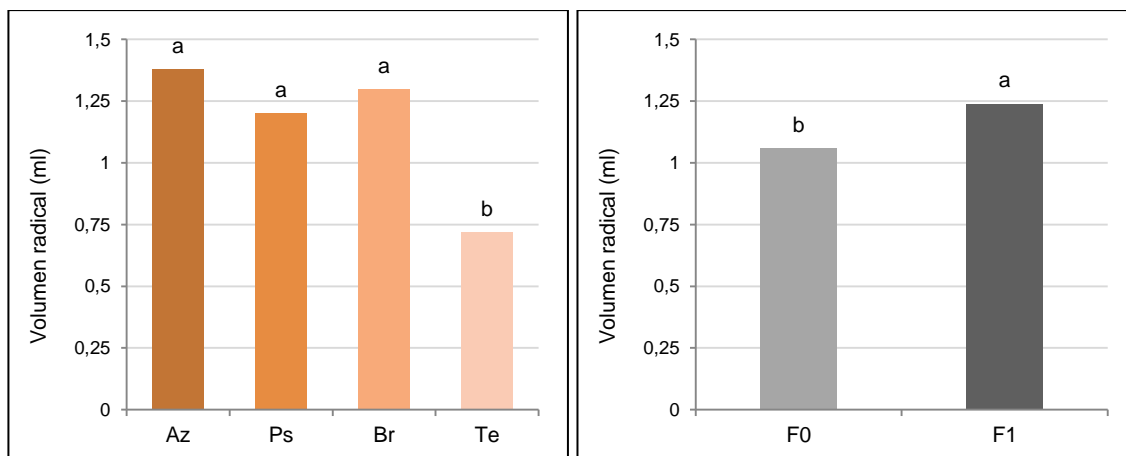 Volumen radical (ml)
1,5
1,25
1
0,75
0,5
0,25
0
a
a
a
b
Az Ps Br Te
Volumen radical (ml)
1,5
1,25
1
0,75
0,5
0,25
0
b
a
F0 F1